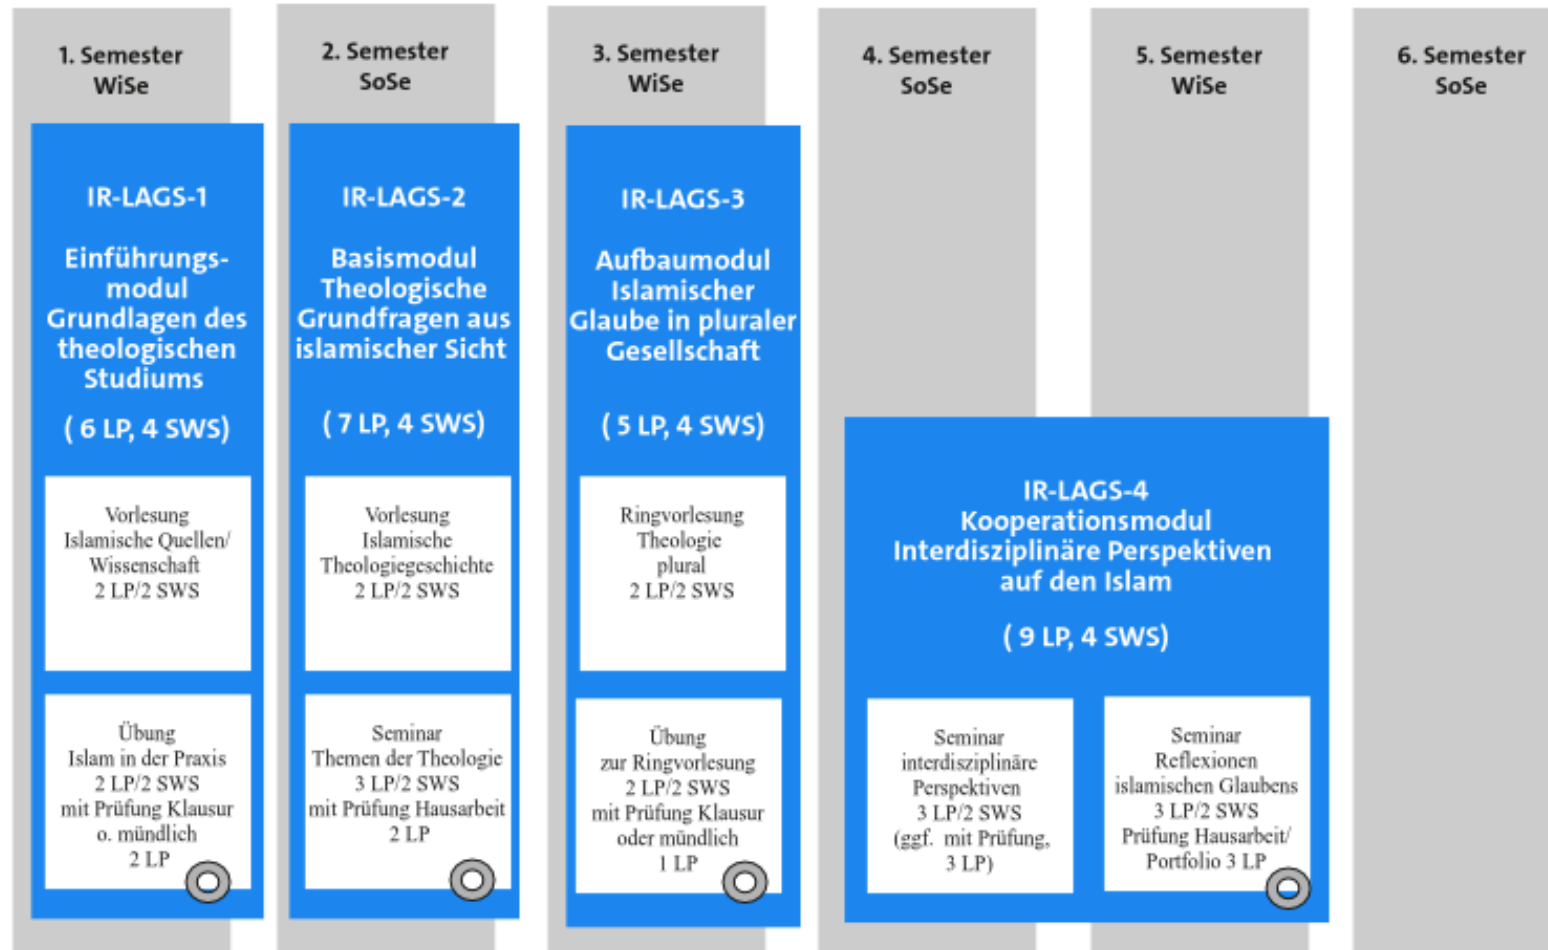 1. Semester
WiSe
2. Semester
SoSe
3. Semester
WiSe
4. Semester
SoSe
5. Semester
WiSe
6. Semester
SoSe
IR-LAGS-1
Einführungs-
modul
Grundlagen des
theologischen
Studiums
( 6 LP, 4 SWS)
Vorlesung
Islamische Quellen/
Wissenschaft
2 LP/2 SWS
Übung
Islam in der Praxis
2 LP/2 SWS
mit Prüfung Klausur
o. mündlich
2 LP
IR-LAGS-2
Basismodul
Theologische
Grundfragen aus
islamischer Sicht
( 7 LP, 4 SWS)
Vorlesung
Islamische
Theologiegeschichte
2 LP/2 SWS
Seminar
Themen der Theologie
3 LP/2 SWS
mit Prüfung Hausarbeit
2 LP
IR-LAGS-3
Aufbaumodul
Islamischer
Glaube in pluraler
Gesellschaft
( 5 LP, 4 SWS)
Ringvorlesung
Theologie
plural
2 LP/2 SWS
Übung
zur Ringvorlesung
2 LP/2 SWS
mit Prüfung Klausur
oder mündlich
1 LP
IR-LAGS-4
Kooperationsmodul
Interdisziplinäre Perspektiven
auf den Islam
( 9 LP, 4 SWS)
Seminar
interdisziplinäre
Perspektiven
3 LP/2 SWS
(ggf. mit Prüfung,
3 LP)
Seminar
Reflexionen
islamischen Glaubens
3 LP/2 SWS
Prüfung Hausarbeit/
Portfolio 3 LP